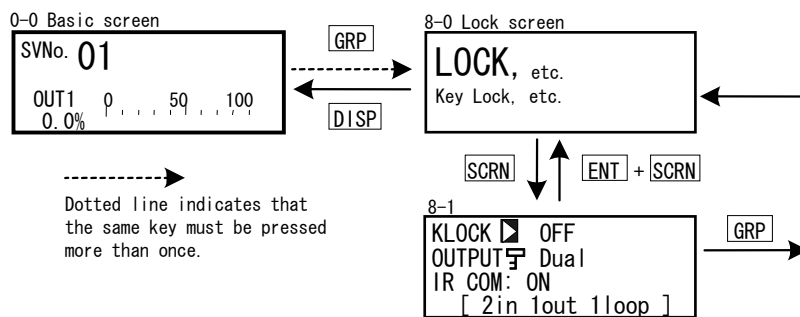 0-0 Basic screen
SVNo. 01
OUT1 0 50 100
0.0%
GRP
DISP
8-0 Lock screen
LOCK, etc.
Key Lock, etc.
Dotted line indicates that
the same key must be pressed
more than once.
SCRN
ENT + SCRN
8-1
KLOCK OFF
OUTPUT Dual
IR COM: ON
[ 2in 1out 1loop ]
GRP